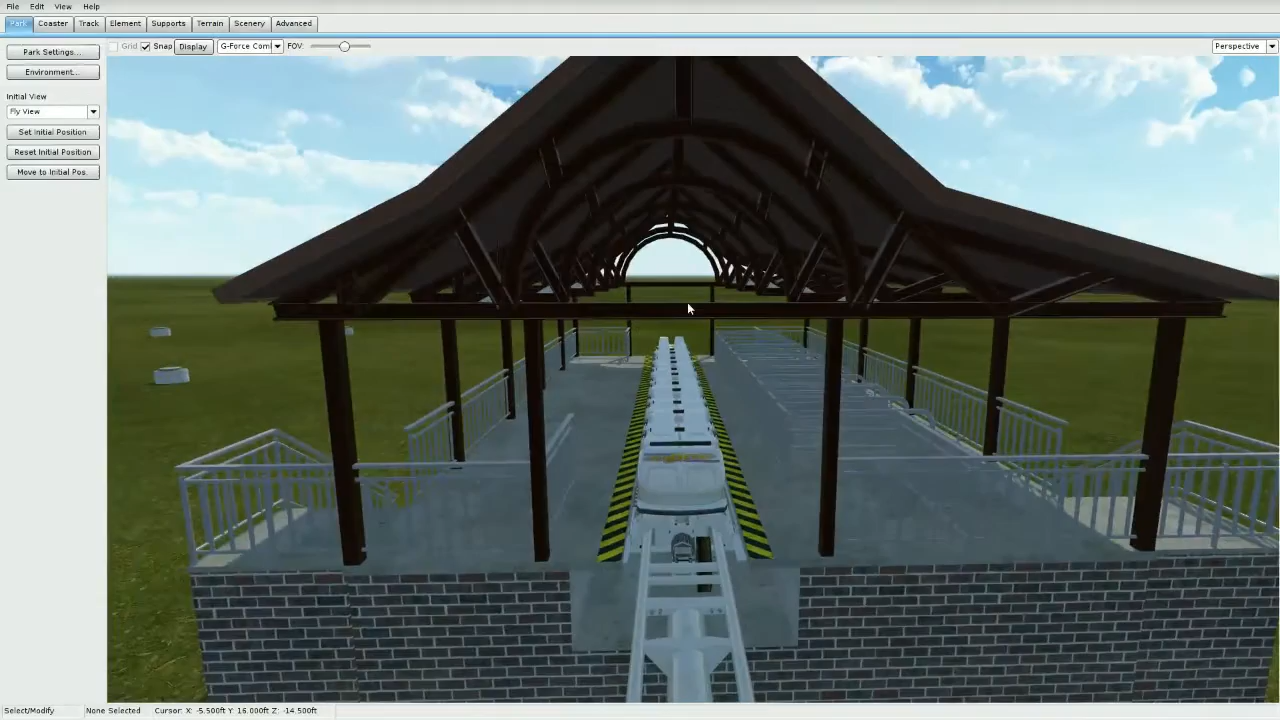 File Edit View Help
Park Coaster Track Element Supports Terrain Scenery Advanced
Grid Snap Display G-Force Com FOV: Perspective
Park Settings...
Environment...
Initial View
Fly View
Set Initial Position
Reset Initial Position
Move to Initial Pos.
Select/Modify None Selected Cursor: X: -5.500ft Y: 16.000ft Z: -14.500ft